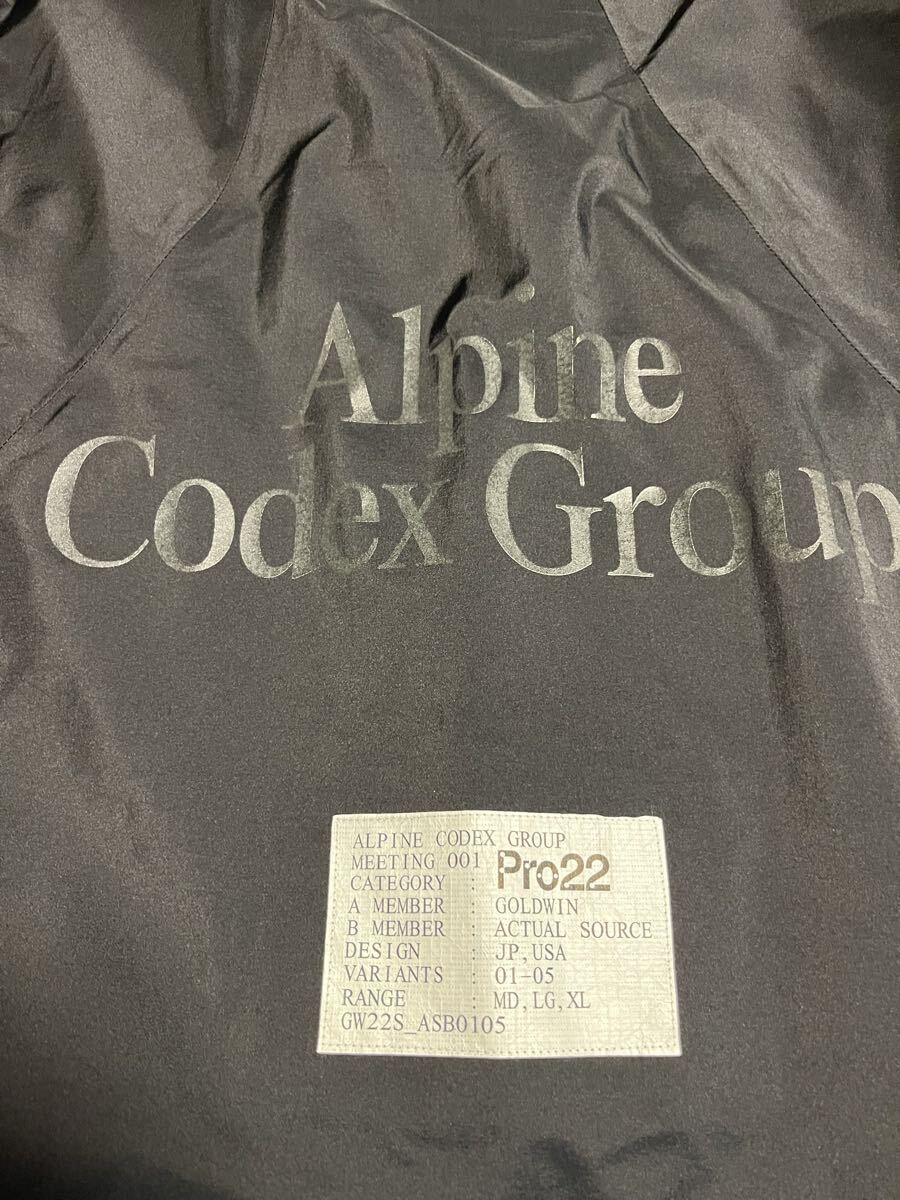 Alpine
Codex Group
ALPINE CODEX GROUP
MEETING 001
CATEGORY : Pro22
A MEMBER : GOLDWIN
B MEMBER : ACTUAL SOURCE
DESIGN : JP,USA
VARIANTS : 01-05
RANGE : MD,LG,XL
GW22S_ASB0105